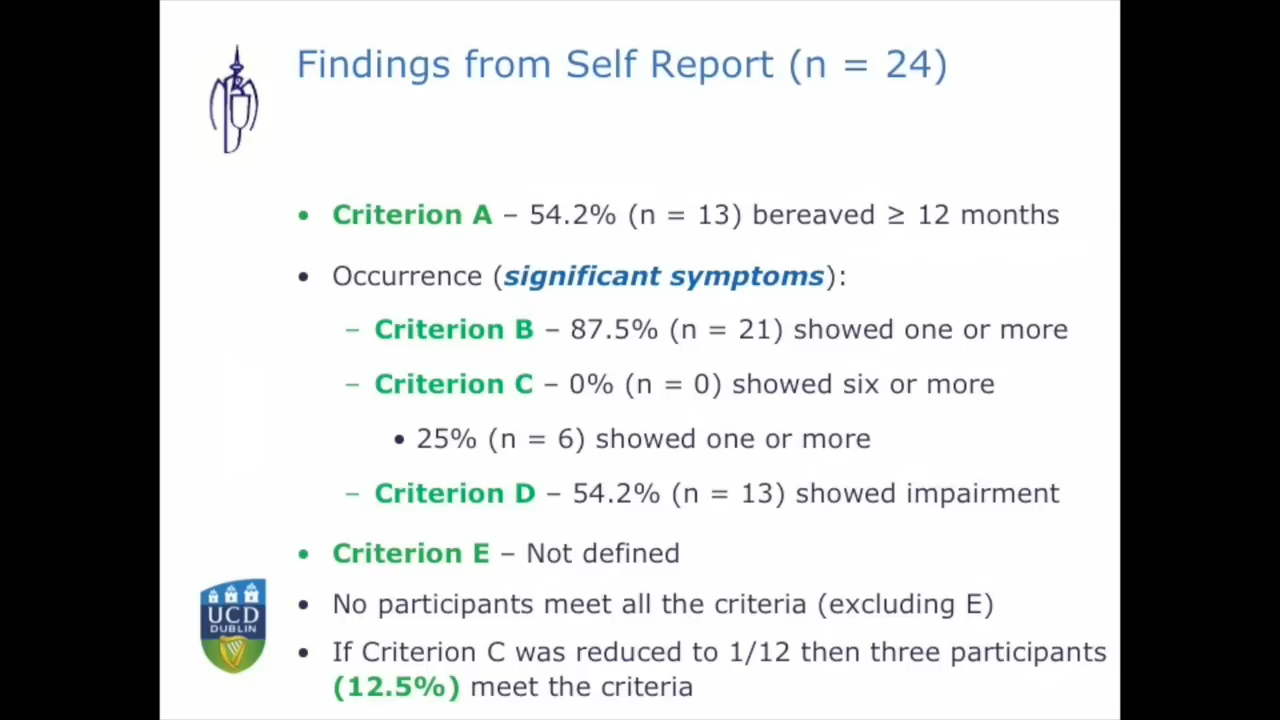 Findings from Self Report (n = 24)
• Criterion A – 54.2% (n = 13) bereaved ≥ 12 months
• Occurrence (significant symptoms):
– Criterion B – 87.5% (n = 21) showed one or more
– Criterion C – 0% (n = 0) showed six or more
• 25% (n = 6) showed one or more
– Criterion D – 54.2% (n = 13) showed impairment
• Criterion E – Not defined
• No participants meet all the criteria (excluding E)
• If Criterion C was reduced to 1/12 then three participants
(12.5%) meet the criteria
UCD
DUBLIN